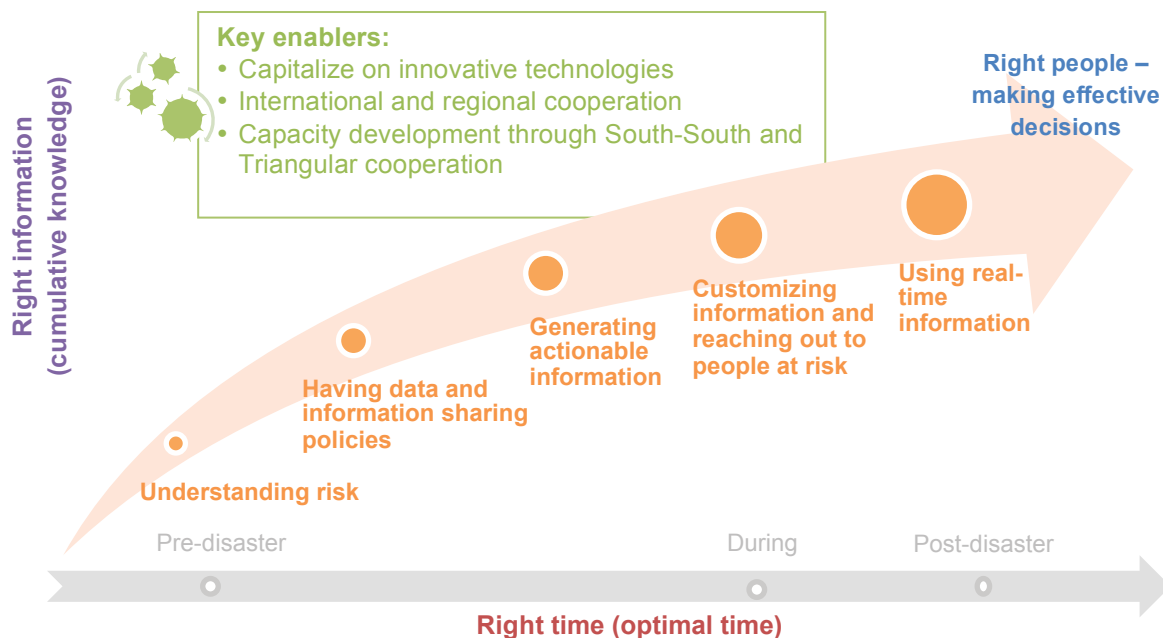 Key enablers:
• Capitalize on innovative technologies
• International and regional cooperation
• Capacity development through South-South and
Triangular cooperation
Right people –
making effective
decisions
Right information
(cumulative knowledge)
Understanding risk
Having data and
information sharing
policies
Generating
actionable
information
Customizing
information and
reaching out to
people at risk
Using real-
time
information
Pre-disaster
During
Post-disaster
Right time (optimal time)